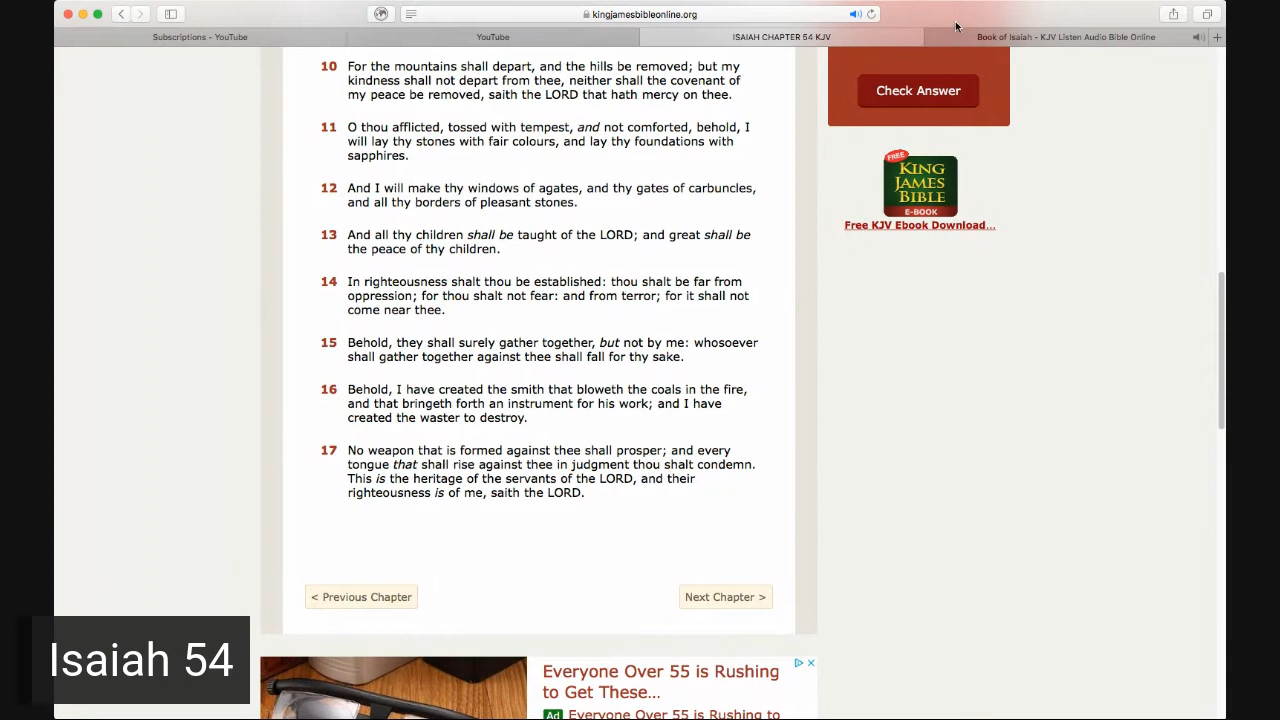 kingjamesbibleonline.org
Subscriptions - YouTube
YouTube
ISAIAH CHAPTER 54 KJV
Book of Isaiah - KJV Listen Audio Bible Online
10 For the mountains shall depart, and the hills be removed; but my
kindness shall not depart from thee, neither shall the covenant of
my peace be removed, saith the LORD that hath mercy on thee.
11 O thou afflicted, tossed with tempest, and not comforted, behold, I
will lay thy stones with fair colours, and lay thy foundations with
sapphires.
12 And I will make thy windows of agates, and thy gates of carbuncles,
and all thy borders of pleasant stones.
13 And all thy children shall be taught of the LORD; and great shall be
the peace of thy children.
14 In righteousness shalt thou be established: thou shalt be far from
oppression; for thou shalt not fear: and from terror; for it shall not
come near thee.
15 Behold, they shall surely gather together, but not by me: whosoever
shall gather together against thee shall fall for thy sake.
16 Behold, I have created the smith that bloweth the coals in the fire,
and that bringeth forth an instrument for his work; and I have
created the waster to destroy.
17 No weapon that is formed against thee shall prosper; and every
tongue that shall rise against thee in judgment thou shalt condemn.
This is the heritage of the servants of the LORD, and their
righteousness is of me, saith the LORD.
< Previous Chapter
Next Chapter >
Check Answer
FREE
KING
JAMES
BIBLE
E-BOOK
Free KJV Ebook Download...
Everyone Over 55 is Rushing
to Get These...
Ad Everyone Over 55 is Rushing to
Isaiah 54